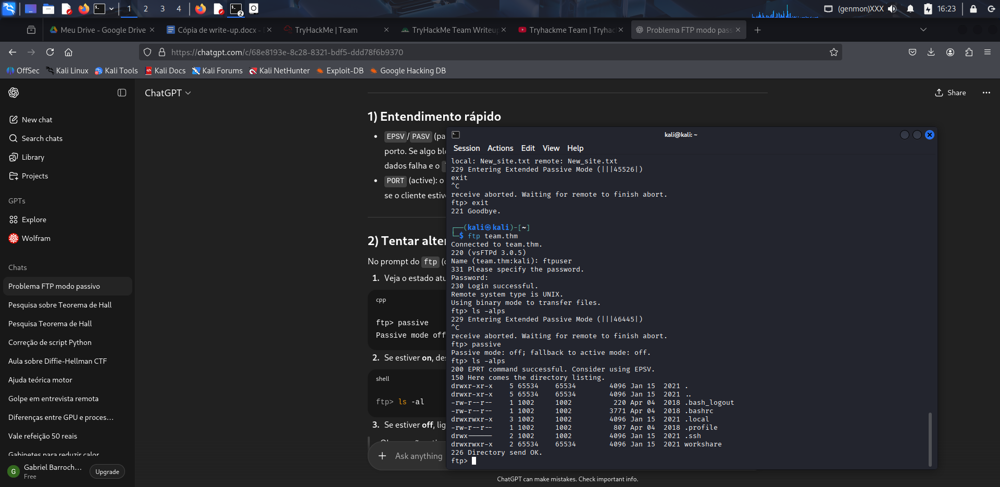 1 2 3 4 2 (genmon)XXX 16:23
Meu Drive - Google Drive Cópia de write-up.docx - TryHackMe | Team TryHackMe Team Writeup Tryhackme Team | Tryhac Problema FTP modo pass
https://chatgpt.com/c/68e8193e-8c28-8321-bdf5-ddd78f6b9370
OffSec Kali Linux Kali Tools Kali Docs Kali Forums Kali NetHunter Exploit-DB Google Hacking DB
ChatGPT
Share
New chat
Search chats
Library
Projects
GPTs
Explore
Wolfram
Chats
Problema FTP modo passivo
Pesquisa sobre Teorema de Hall
Pesquisa Teorema de Hall
Correção de script Python
Aula sobre Diffie-Hellman CTF
Ajuda teórica motor
Golpe em entrevista remota
Diferenças entre GPU e proces...
Vale refeição 50 reais
Gabinetes para reduzir calor
G
Gabriel Barroch...
Free
Upgrade
1) Entendimento rápido
EPSV/PASV (pa
porto. Se algo blo
dados falha e o
PORT (active): o
se o cliente estive
2) Tentar alter
No prompt do ftp (
1. Veja o estado atu
cpp
ftp> passive
Passive mode off
2. Se estiver on, des
shell
ftp> ls -al
3. Se estiver off, lig
Ask anything
ChatGPT can make mistakes. Check important info.
kali@kali: ~
Session Actions Edit View Help
local: New_site.txt remote: New_site.txt
229 Entering Extended Passive Mode (|||45526|)
exit
^C
receive aborted. Waiting for remote to finish abort.
ftp> exit
221 Goodbye.
┌──(kali㉿kali)-[~]
└─$ ftp team.thm
Connected to team.thm.
220 (vsFTPd 3.0.5)
Name (team.thm:kali): ftpuser
331 Please specify the password.
Password:
230 Login successful.
Remote system type is UNIX.
Using binary mode to transfer files.
ftp> ls -alps
229 Entering Extended Passive Mode (|||46445|)
^C
receive aborted. Waiting for remote to finish abort.
ftp> passive
Passive mode: off; fallback to active mode: off.
ftp> ls -alps
200 EPRT command successful. Consider using EPSV.
150 Here comes the directory listing.
drwxr-xr-x 5 65534 65534 4096 Jan 15 2021 .
drwxr-xr-x 5 65534 65534 4096 Jan 15 2021 ..
-rw-r--r-- 1 1002 1002 220 Apr 04 2018 .bash_logout
-rw-r--r-- 1 1002 1002 3771 Apr 04 2018 .bashrc
drwxrwxr-x 3 1002 1002 4096 Jan 15 2021 .local
-rw-r--r-- 1 1002 1002 807 Apr 04 2018 .profile
drwx------ 2 1002 1002 4096 Jan 15 2021 .ssh
drwxrwxr-x 2 65534 65534 4096 Jan 15 2021 workshare
226 Directory send OK.
ftp>